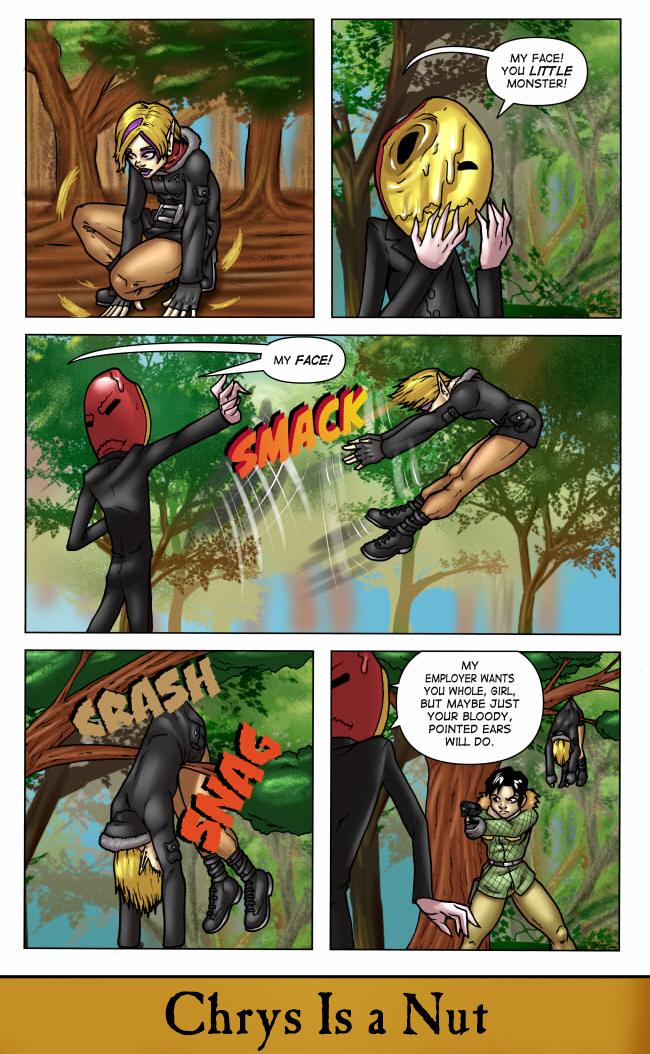 MY FACE!
YOU LITTLE
MONSTER!
MY FACE!
SMACK
CRASH
SNAG
MY
EMPLOYER WANTS
YOU WHOLE, GIRL,
BUT MAYBE JUST
YOUR BLOODY,
POINTED EARS
WILL DO.
Chrys Is a Nut